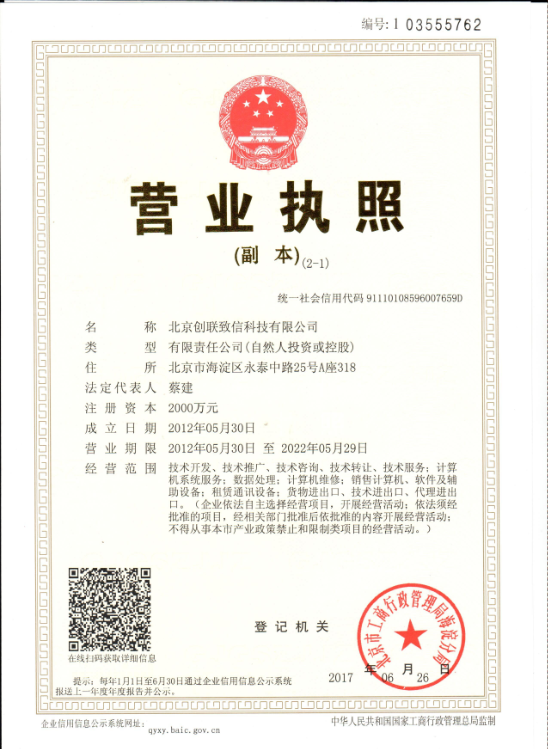 编号: 1 03555762
营业执照
(副 本)(2-1)
统一社会信用代码 91110108596007659D
名 称 北京创联致信科技有限公司
类 型 有限责任公司(自然人投资或控股)
住 所 北京市海淀区永泰中路25号A座318
法定代表人 蔡建
注册资本 2000万元
成立日期 2012年05月30日
营业期限 2012年05月30日 至 2022年05月29日
经营范围 技术开发、技术推广、技术咨询、技术转让、技术服务；计算
机系统服务；数据处理；计算机维修；销售计算机、软件及辅
助设备；租赁通讯设备；货物进出口、技术进出口、代理进出
口。（企业依法自主选择经营项目，开展经营活动；依法须经
批准的项目，经相关部门批准后依批准的内容开展经营活动；
不得从事本市产业政策禁止和限制类项目的经营活动。）
在线扫码获取详细信息
登记机关
北京市工商行政管理局海淀分局
2017 年 06 月 26 日
提示：每年1月1日至6月30日通过企业信用信息公示系统
报送上一年度年度报告并公示。
企业信用信息公示系统网址：
qyxy.baic.gov.cn
中华人民共和国国家工商行政管理总局监制